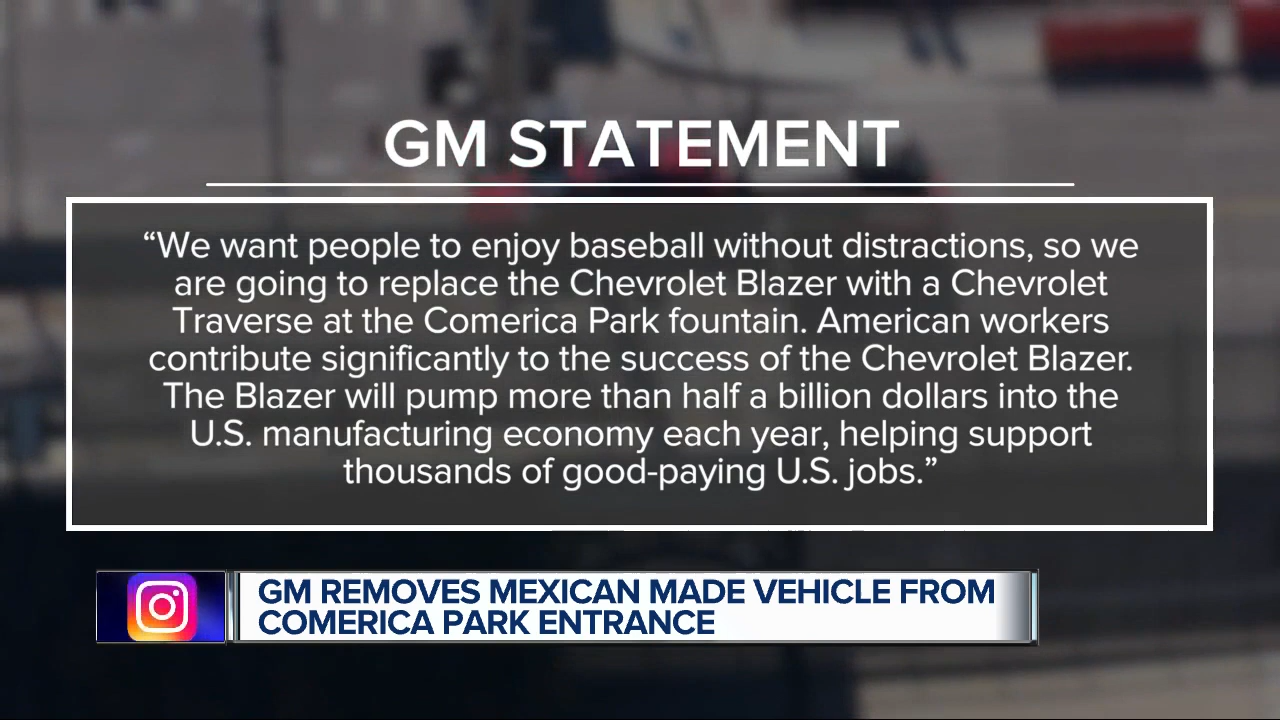 GM STATEMENT
“We want people to enjoy baseball without distractions, so we
are going to replace the Chevrolet Blazer with a Chevrolet
Traverse at the Comerica Park fountain. American workers
contribute significantly to the success of the Chevrolet Blazer.
The Blazer will pump more than half a billion dollars into the
U.S. manufacturing economy each year, helping support
thousands of good-paying U.S. jobs.”
GM REMOVES MEXICAN MADE VEHICLE FROM
COMERICA PARK ENTRANCE